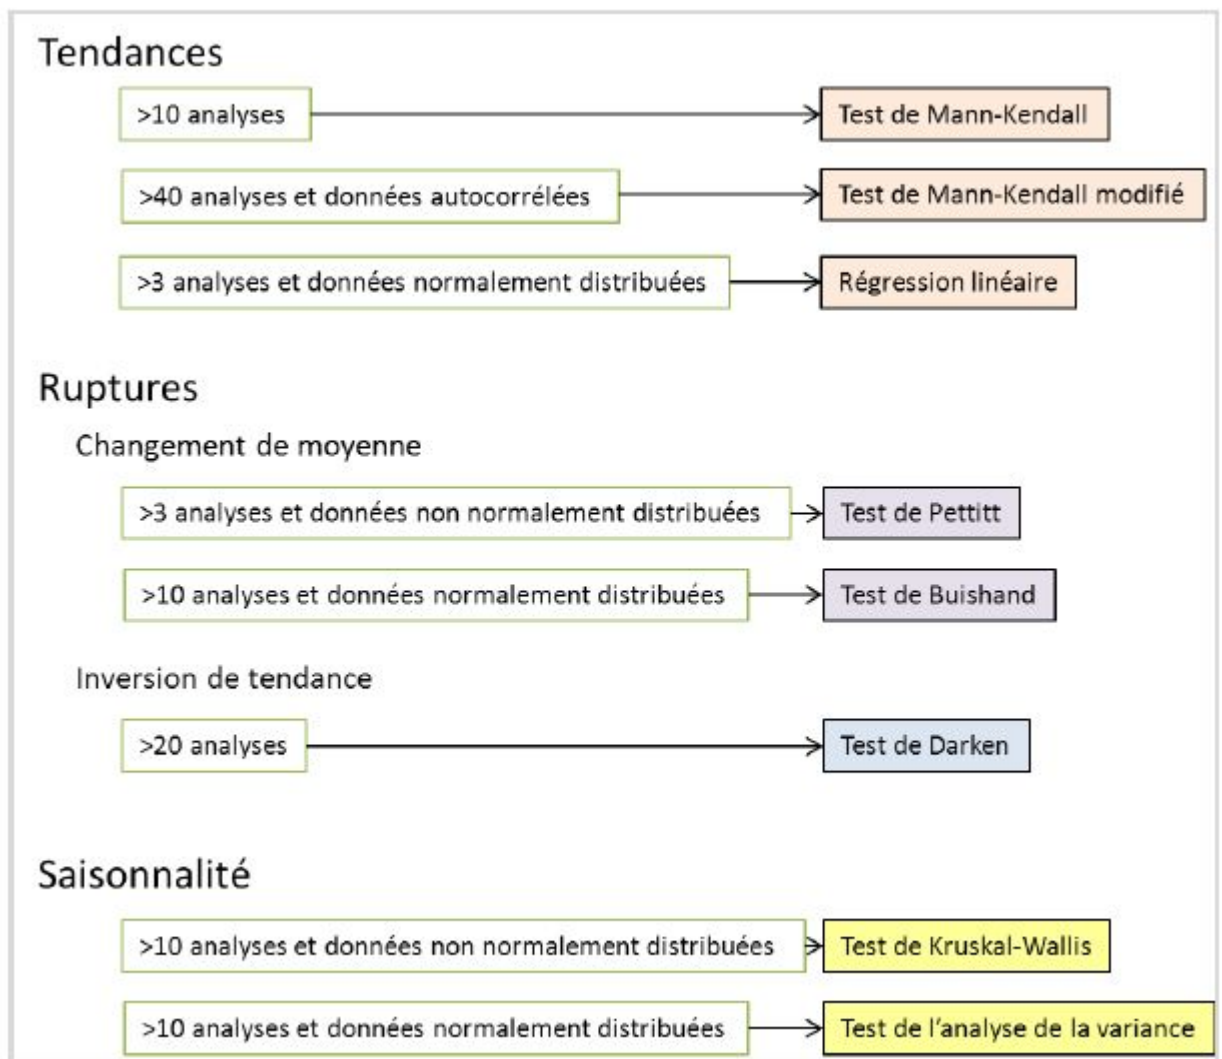 Tendances
>10 analyses Test de Mann-Kendall
>40 analyses et données autocorrélées Test de Mann-Kendall modifié
>3 analyses et données normalement distribuées Régression linéaire
Ruptures
Changement de moyenne
>3 analyses et données non normalement distribuées Test de Pettitt
>10 analyses et données normalement distribuées Test de Buishand
Inversion de tendance
>20 analyses Test de Darken
Saisonnalité
>10 analyses et données non normalement distribuées Test de Kruskal-Wallis
>10 analyses et données normalement distribuées Test de l'analyse de la variance